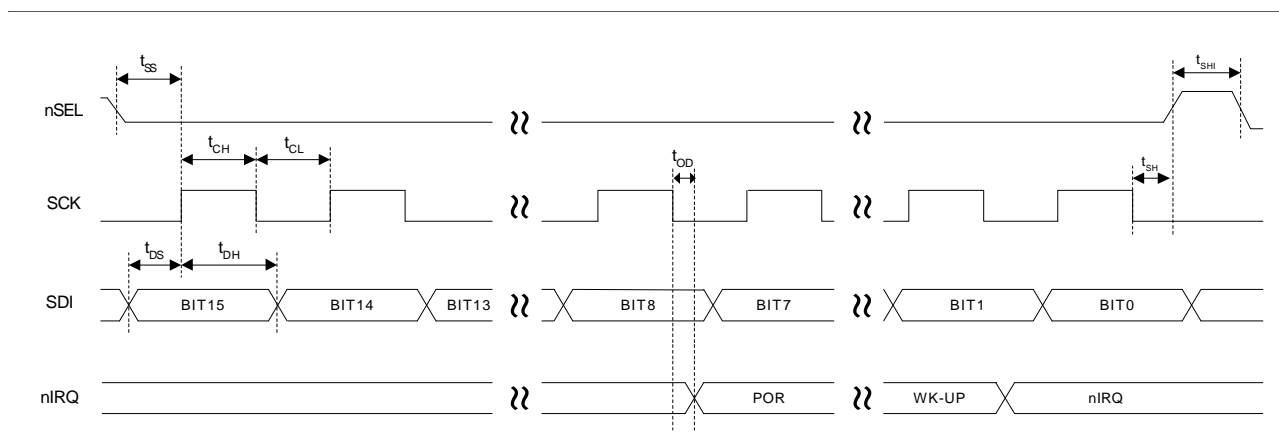 tSS
tSHI
nSEL
tCH
tCL
tOD
tSH
SCK
tDS
tDH
SDI
BIT15
BIT14
BIT13
BIT8
BIT7
BIT1
BIT0
nIRQ
POR
WK-UP
nIRQ